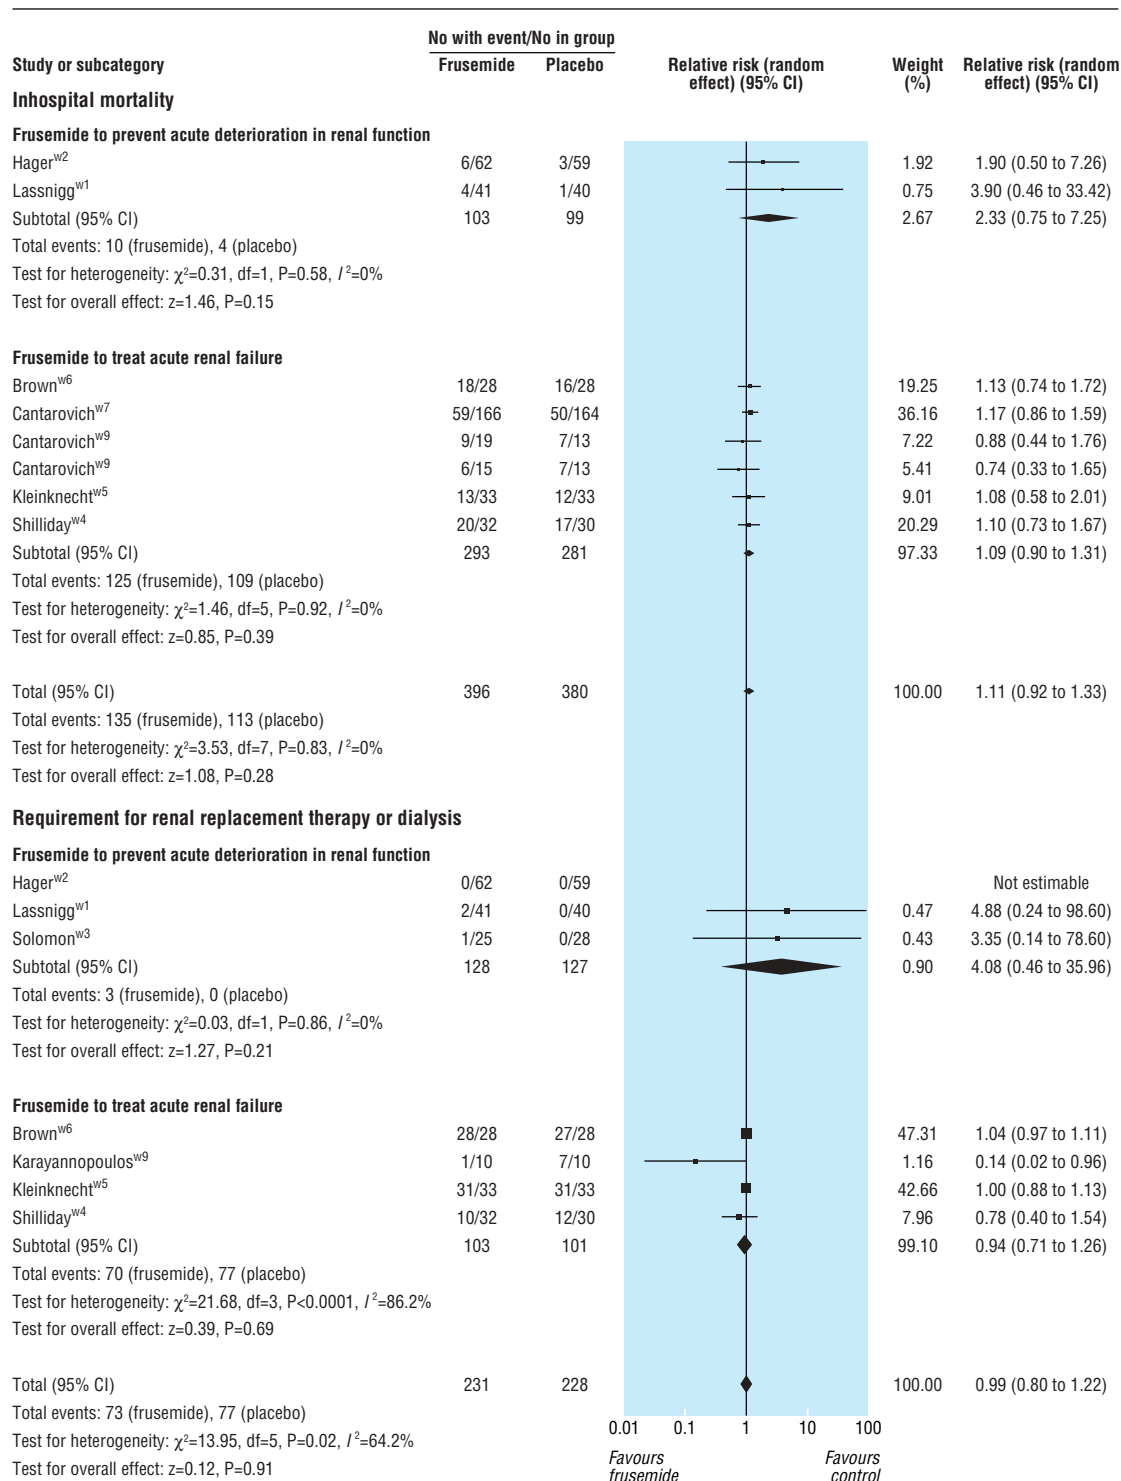 No with event/No in group
Study or subcategory Frusemide Placebo Relative risk (random effect) (95% CI) Weight (%) Relative risk (random effect) (95% CI)
Inhospital mortality
Frusemide to prevent acute deterioration in renal function
Hager^w2 6/62 3/59 1.92 1.90 (0.50 to 7.26)
Lassnigg^w1 4/41 1/40 0.75 3.90 (0.46 to 33.42)
Subtotal (95% CI) 103 99 2.67 2.33 (0.75 to 7.25)
Total events: 10 (frusemide), 4 (placebo)
Test for heterogeneity: χ²=0.31, df=1, P=0.58, I²=0%
Test for overall effect: z=1.46, P=0.15
Frusemide to treat acute renal failure
Brown^w6 18/28 16/28 19.25 1.13 (0.74 to 1.72)
Cantarovich^w7 59/166 50/164 36.16 1.17 (0.86 to 1.59)
Cantarovich^w9 9/19 7/13 7.22 0.88 (0.44 to 1.76)
Cantarovich^w9 6/15 7/13 5.41 0.74 (0.33 to 1.65)
Kleinknecht^w5 13/33 12/33 9.01 1.08 (0.58 to 2.01)
Shilliday^w4 20/32 17/30 20.29 1.10 (0.73 to 1.67)
Subtotal (95% CI) 293 281 97.33 1.09 (0.90 to 1.31)
Total events: 125 (frusemide), 109 (placebo)
Test for heterogeneity: χ²=1.46, df=5, P=0.92, I²=0%
Test for overall effect: z=0.85, P=0.39
Total (95% CI) 396 380 100.00 1.11 (0.92 to 1.33)
Total events: 135 (frusemide), 113 (placebo)
Test for heterogeneity: χ²=3.53, df=7, P=0.83, I²=0%
Test for overall effect: z=1.08, P=0.28
Requirement for renal replacement therapy or dialysis
Frusemide to prevent acute deterioration in renal function
Hager^w2 0/62 0/59 Not estimable
Lassnigg^w1 2/41 0/40 0.47 4.88 (0.24 to 98.60)
Solomon^w3 1/25 0/28 0.43 3.35 (0.14 to 78.60)
Subtotal (95% CI) 128 127 0.90 4.08 (0.46 to 35.96)
Total events: 3 (frusemide), 0 (placebo)
Test for heterogeneity: χ²=0.03, df=1, P=0.86, I²=0%
Test for overall effect: z=1.27, P=0.21
Frusemide to treat acute renal failure
Brown^w6 28/28 27/28 47.31 1.04 (0.97 to 1.11)
Karayannopoulos^w9 1/10 7/10 1.16 0.14 (0.02 to 0.96)
Kleinknecht^w5 31/33 31/33 42.66 1.00 (0.88 to 1.13)
Shilliday^w4 10/32 12/30 7.96 0.78 (0.40 to 1.54)
Subtotal (95% CI) 103 101 99.10 0.94 (0.71 to 1.26)
Total events: 70 (frusemide), 77 (placebo)
Test for heterogeneity: χ²=21.68, df=3, P<0.0001, I²=86.2%
Test for overall effect: z=0.39, P=0.69
Total (95% CI) 231 228 100.00 0.99 (0.80 to 1.22)
Total events: 73 (frusemide), 77 (placebo)
Test for heterogeneity: χ²=13.95, df=5, P=0.02, I²=64.2%
Test for overall effect: z=0.12, P=0.91
0.01 0.1 1 10 100
Favours frusemide Favours control